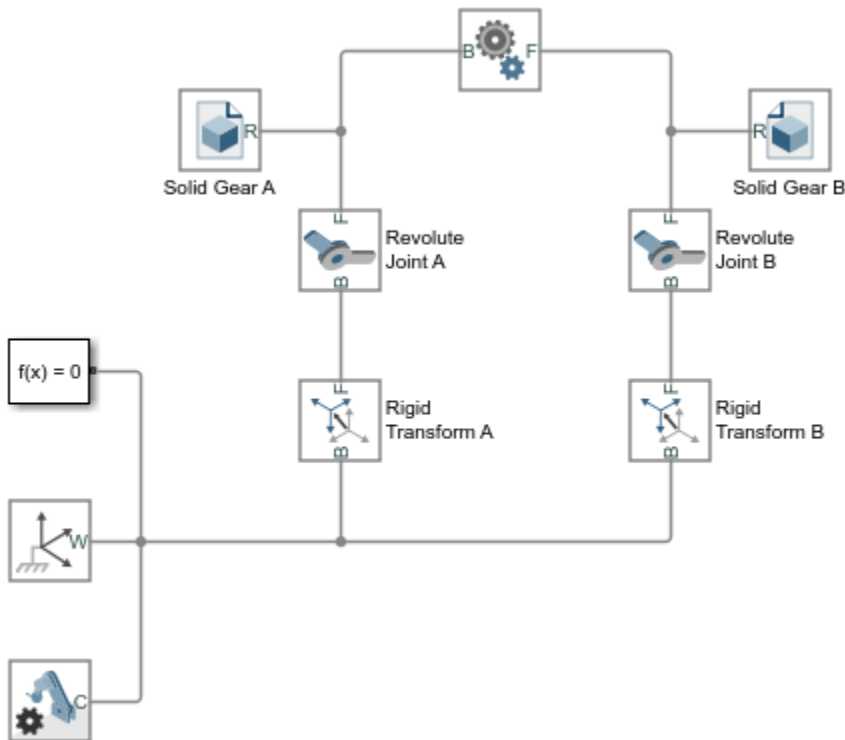 B F
R
Solid Gear A
R
Solid Gear B
F
Revolute
Joint A
B
F
Revolute
Joint B
B
f(x) = 0
F
Rigid
Transform A
B
F
Rigid
Transform B
B
W
C